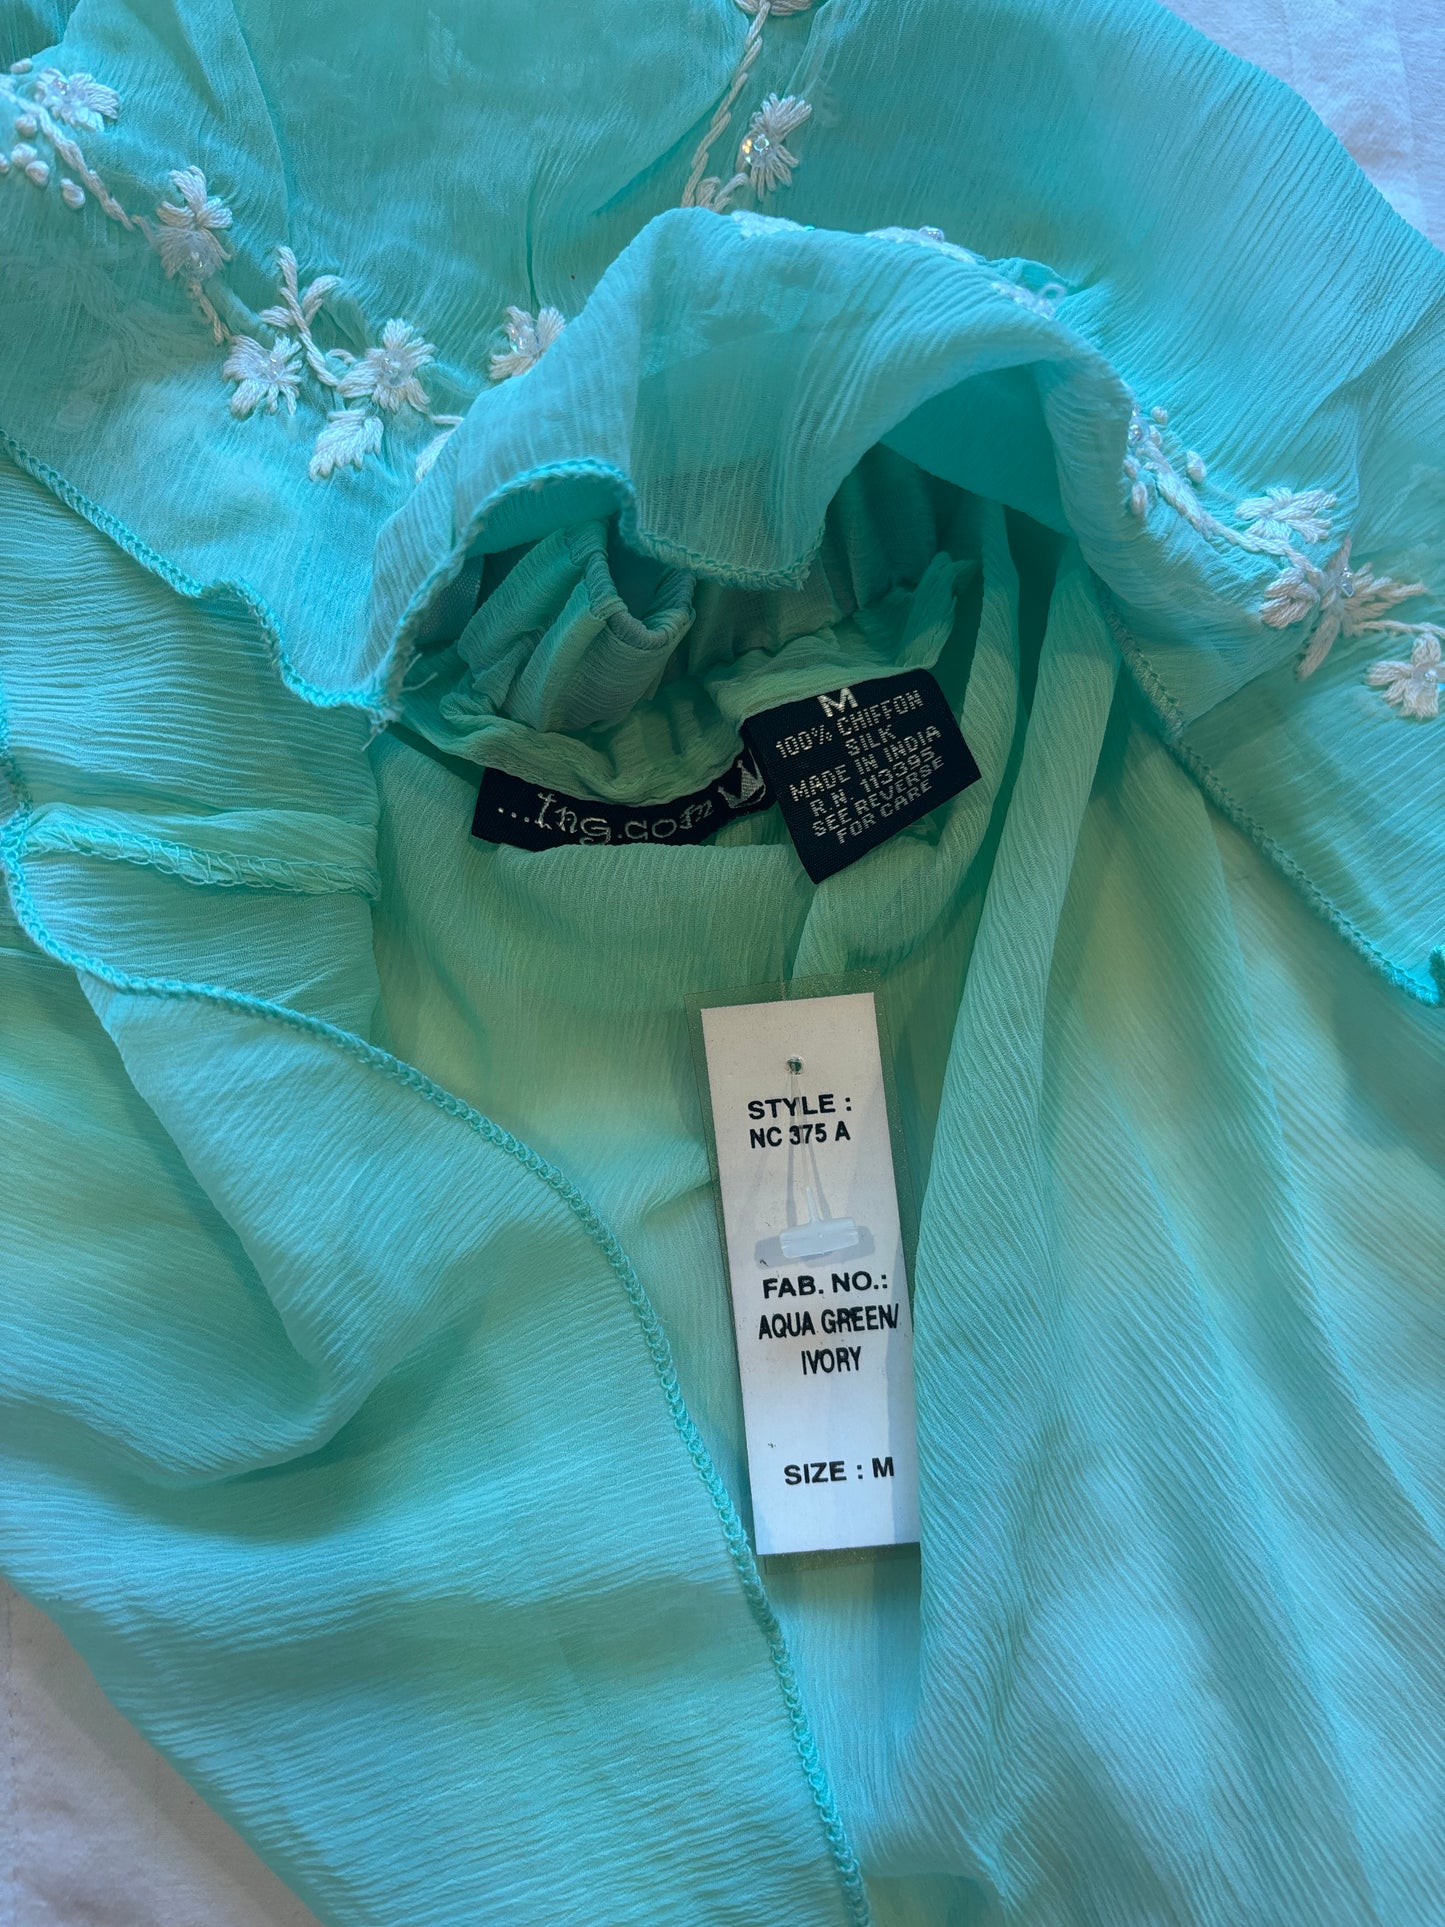 M
100% CHIFFON
SILK
MADE IN INDIA
R.N. 113395
SEE REVERSE
FOR CARE
...ing.com
STYLE :
NC 375 A
FAB. NO.:
AQUA GREEN/
IVORY
SIZE : M